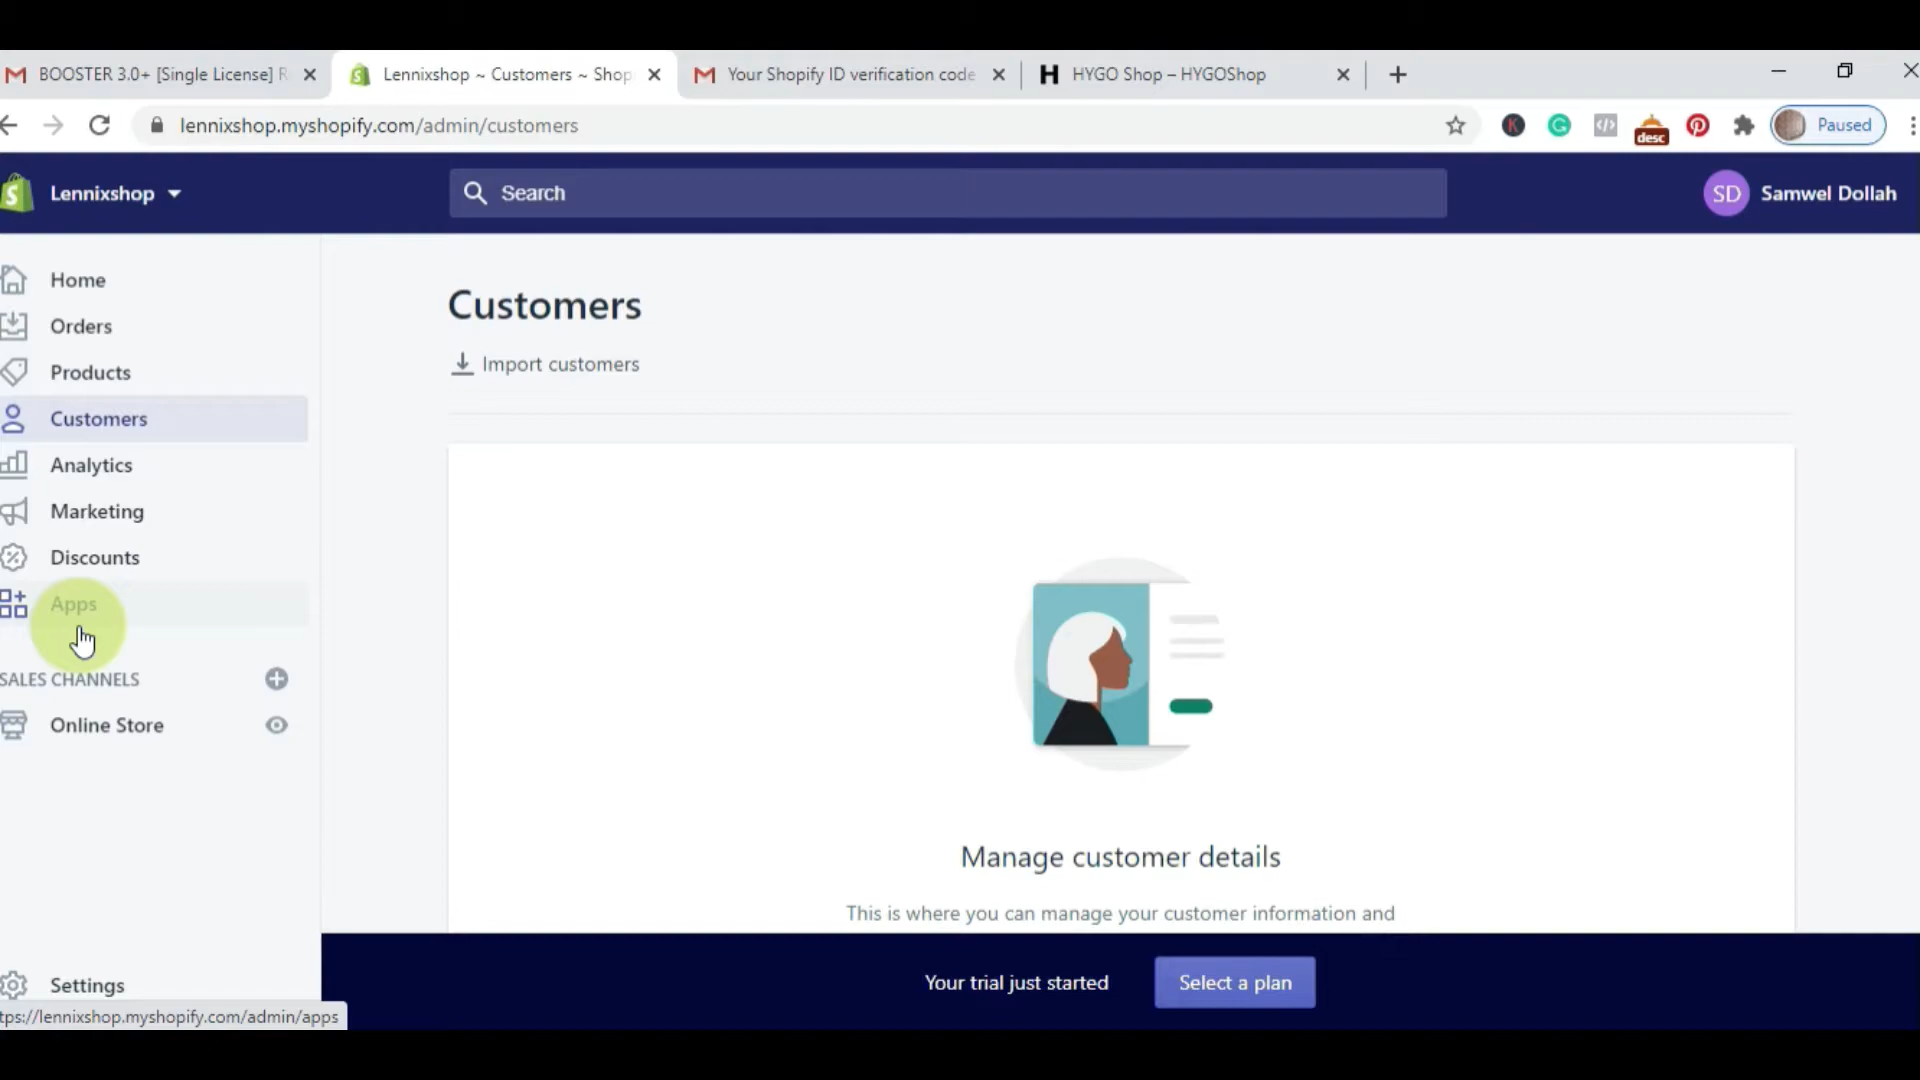 BOOSTER 3.0+ [Single License] R
Lennixshop ~ Customers ~ Shop
Your Shopify ID verification code
HYGO Shop – HYGOShop
lennixshop.myshopify.com/admin/customers
desc
Paused
Lennixshop
Search
SD
Samwel Dollah
Home
Orders
Products
Customers
Analytics
Marketing
Discounts
Apps
SALES CHANNELS
Online Store
Settings
tps://lennixshop.myshopify.com/admin/apps
Customers
Import customers
Manage customer details
This is where you can manage your customer information and
Your trial just started
Select a plan